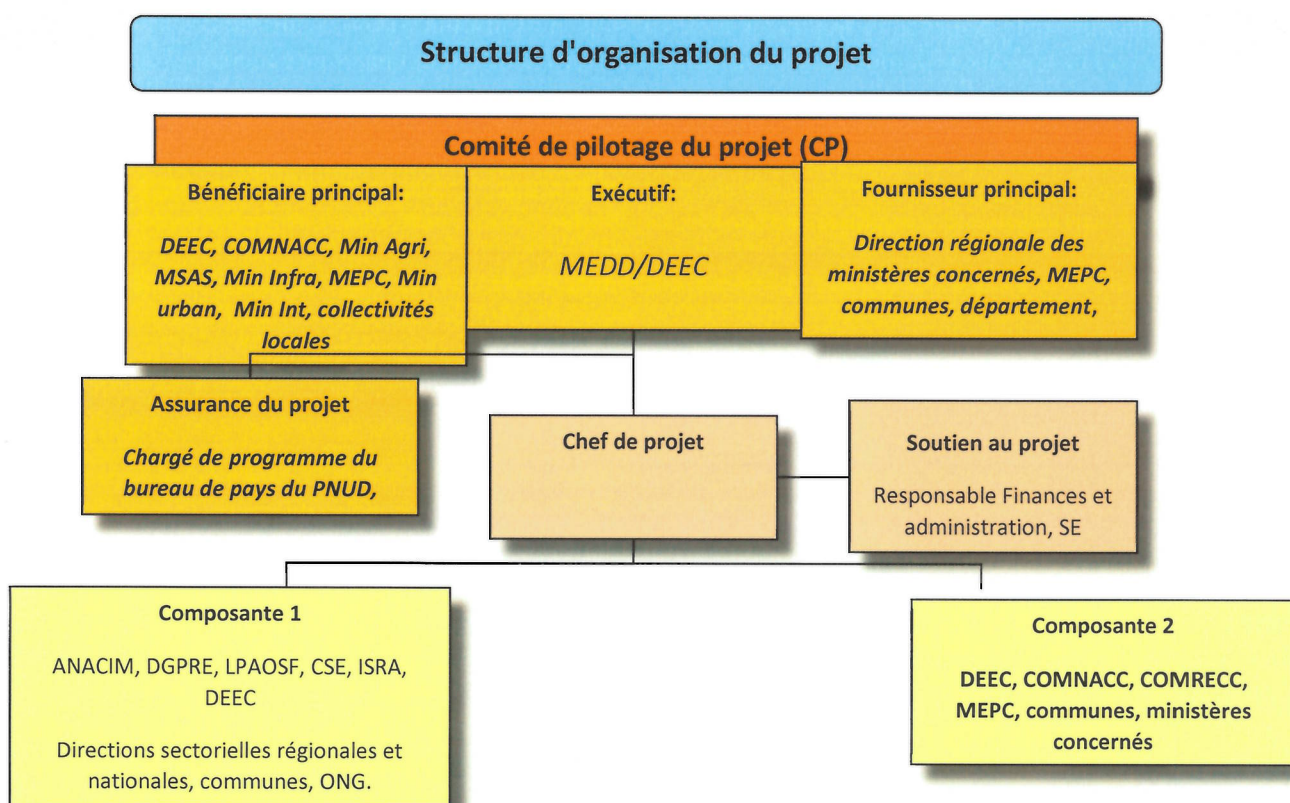 Structure d'organisation du projet
Comité de pilotage du projet (CP)
Bénéficiaire principal:
DEEC, COMNACC, Min Agri,
MSAS, Min Infra, MEPC, Min
urban, Min Int, collectivités
locales
Exécutif:
MEDD/DEEC
Fournisseur principal:
Direction régionale des
ministères concernés, MEPC,
communes, département,
Assurance du projet
Chargé de programme du
bureau de pays du PNUD,
Chef de projet
Soutien au projet
Responsable Finances et
administration, SE
Composante 1
ANACIM, DGPRE, LPAOSF, CSE, ISRA,
DEEC
Directions sectorielles régionales et
nationales, communes, ONG.
Composante 2
DEEC, COMNACC, COMRECC,
MEPC, communes, ministères
concernés